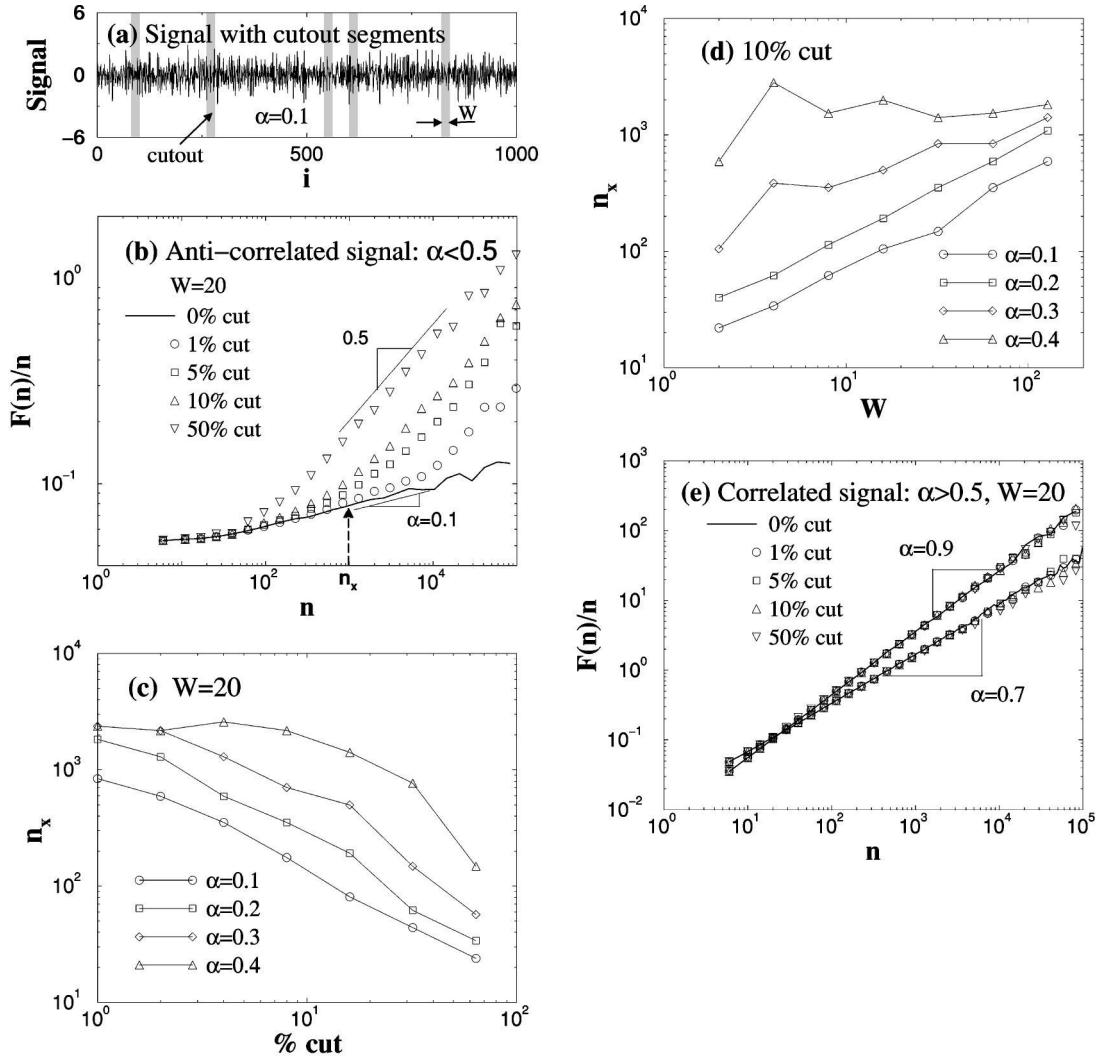 (a) Signal with cutout segments
Signal
6
3
0
−3
−6
cutout
α=0.1
W
0
500
1000
i
(b) Anti−correlated signal: α<0.5
W=20
0% cut
1% cut
5% cut
10% cut
50% cut
0.5
α=0.1
F(n)/n
10^0
10^−1
10^0
10^2
n_x
10^4
n
(c) W=20
n_x
10^4
10^3
10^2
10^1
α=0.1
α=0.2
α=0.3
α=0.4
10^0
10^1
10^2
% cut
(d) 10% cut
n_x
10^4
10^3
10^2
10^1
α=0.1
α=0.2
α=0.3
α=0.4
10^0
10^1
10^2
W
(e) Correlated signal: α>0.5, W=20
0% cut
1% cut
5% cut
10% cut
50% cut
α=0.9
α=0.7
F(n)/n
10^3
10^2
10^1
10^0
10^−1
10^−2
10^0
10^1
10^2
10^3
10^4
10^5
n